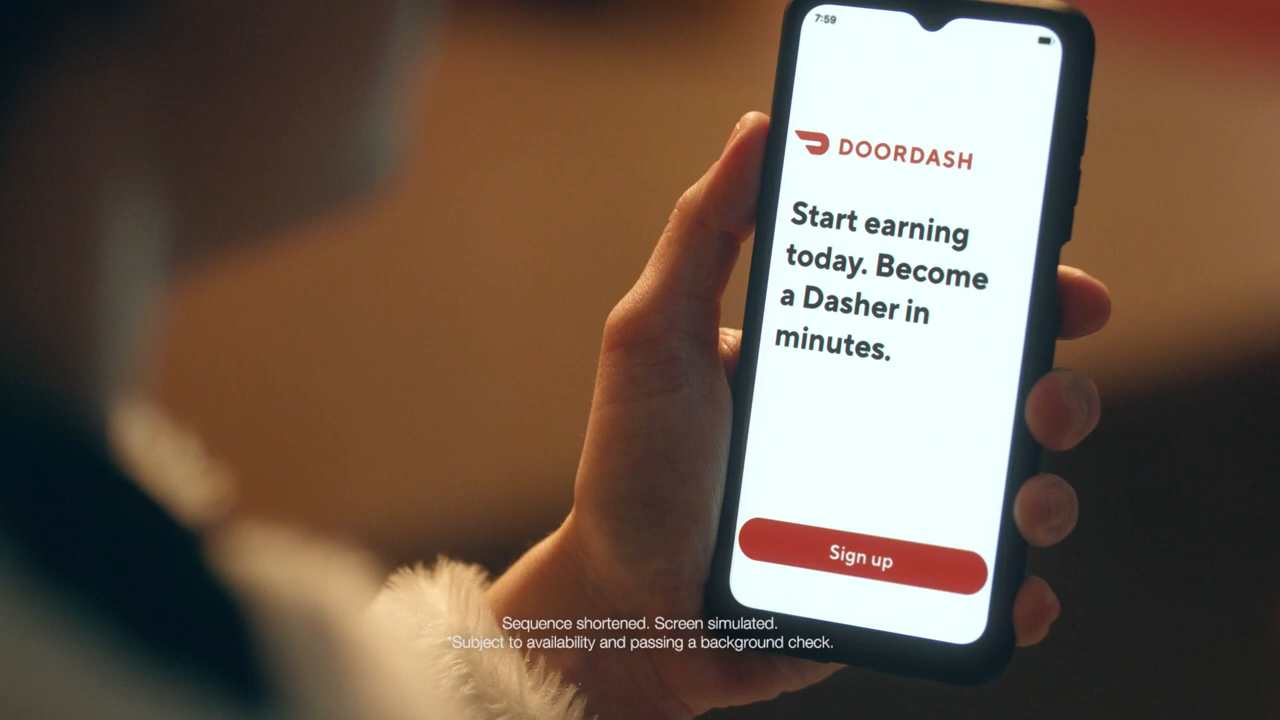 7:59
DOORDASH
Start earning
today. Become
a Dasher in
minutes.
Sign up
Sequence shortened. Screen simulated.
*Subject to availability and passing a background check.